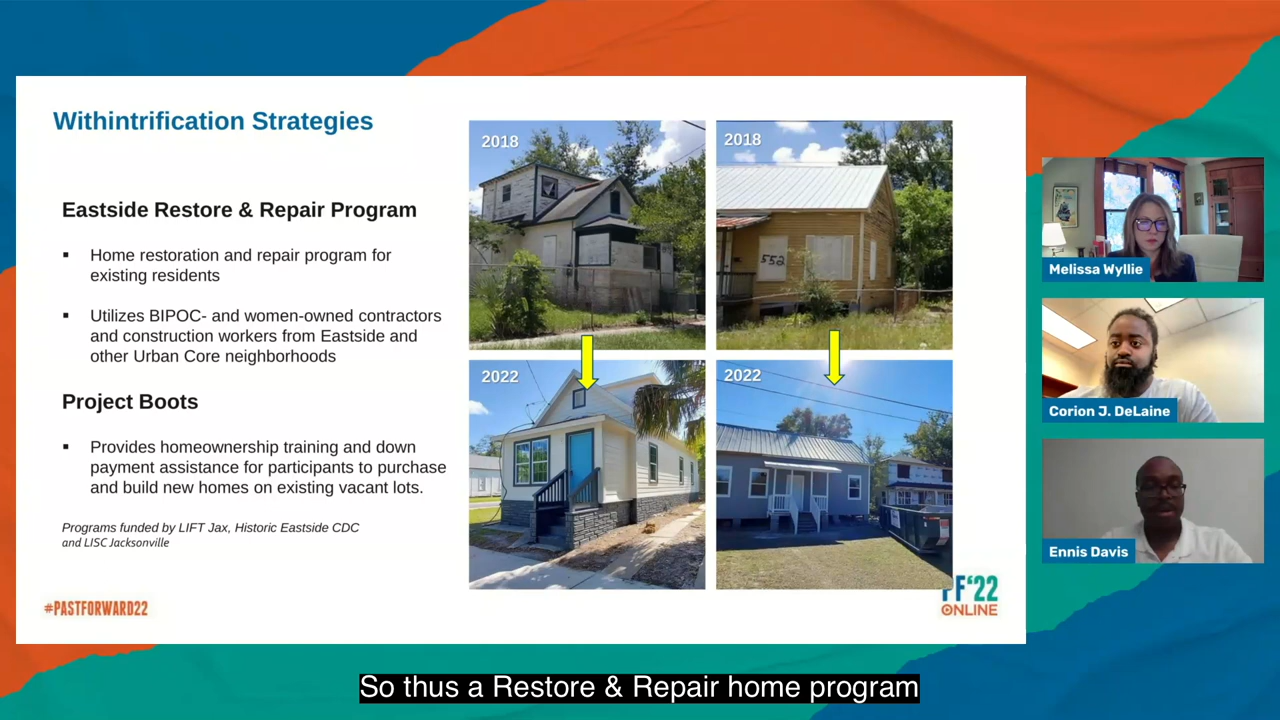 Withintrification Strategies
Eastside Restore & Repair Program
▪ Home restoration and repair program for
existing residents
▪ Utilizes BIPOC- and women-owned contractors
and construction workers from Eastside and
other Urban Core neighborhoods
Project Boots
▪ Provides homeownership training and down
payment assistance for participants to purchase
and build new homes on existing vacant lots.
Programs funded by LIFT Jax, Historic Eastside CDC
and LISC Jacksonville
#PASTFORWARD22
2018
2018
552
2022
2022
PF'22
ONLINE
Melissa Wyllie
Corion J. DeLaine
Ennis Davis
So thus a Restore & Repair home program